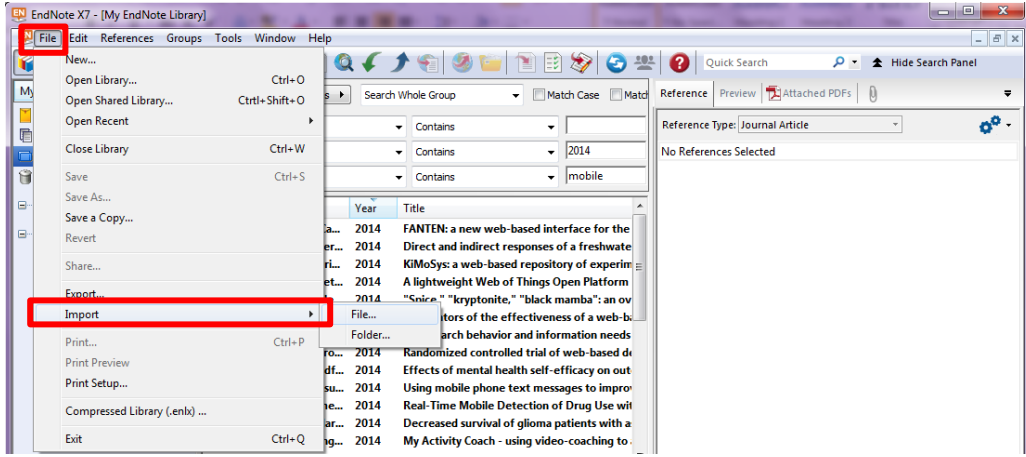 EndNote X7 - [My EndNote Library]
File Edit References Groups Tools Window Help
Quick Search
Hide Search Panel
New...
Open Library... Ctrl+O
Open Shared Library... Ctrtl+Shift+O
Open Recent
Close Library Ctrl+W
Save Ctrl+S
Save As...
Save a Copy...
Revert
Share...
Export...
Import
Print... Ctrl+P
Print Preview
Print Setup...
Compressed Library (.enlx) ...
Exit Ctrl+Q
File...
Folder...
My
Search Whole Group Match Case Match
Contains
Contains 2014
Contains mobile
Year Title
2014 FANTEN: a new web-based interface for the
2014 Direct and indirect responses of a freshwate
2014 KiMoSys: a web-based repository of experim
2014 A lightweight Web of Things Open Platform
2014 "Spice," "kryptonite," "black mamba": an ov
tors of the effectiveness of a web-ba
arch behavior and information needs
2014 Randomized controlled trial of web-based de
2014 Effects of mental health self-efficacy on out
2014 Using mobile phone text messages to improv
2014 Real-Time Mobile Detection of Drug Use wit
2014 Decreased survival of glioma patients with a
2014 My Activity Coach - using video-coaching to
Reference Preview Attached PDFs
Reference Type: Journal Article
No References Selected